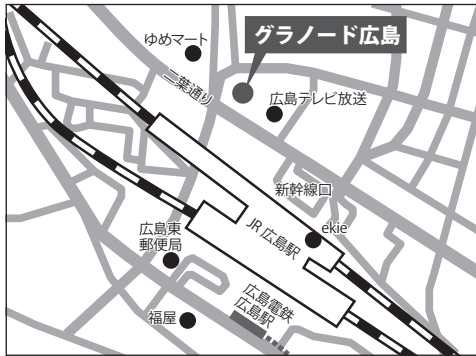 グラノード広島
ゆめマート
二葉通り
広島テレビ放送
新幹線口
ekie
JR 広島駅
広島東
郵便局
広島電鉄
広島駅
福屋